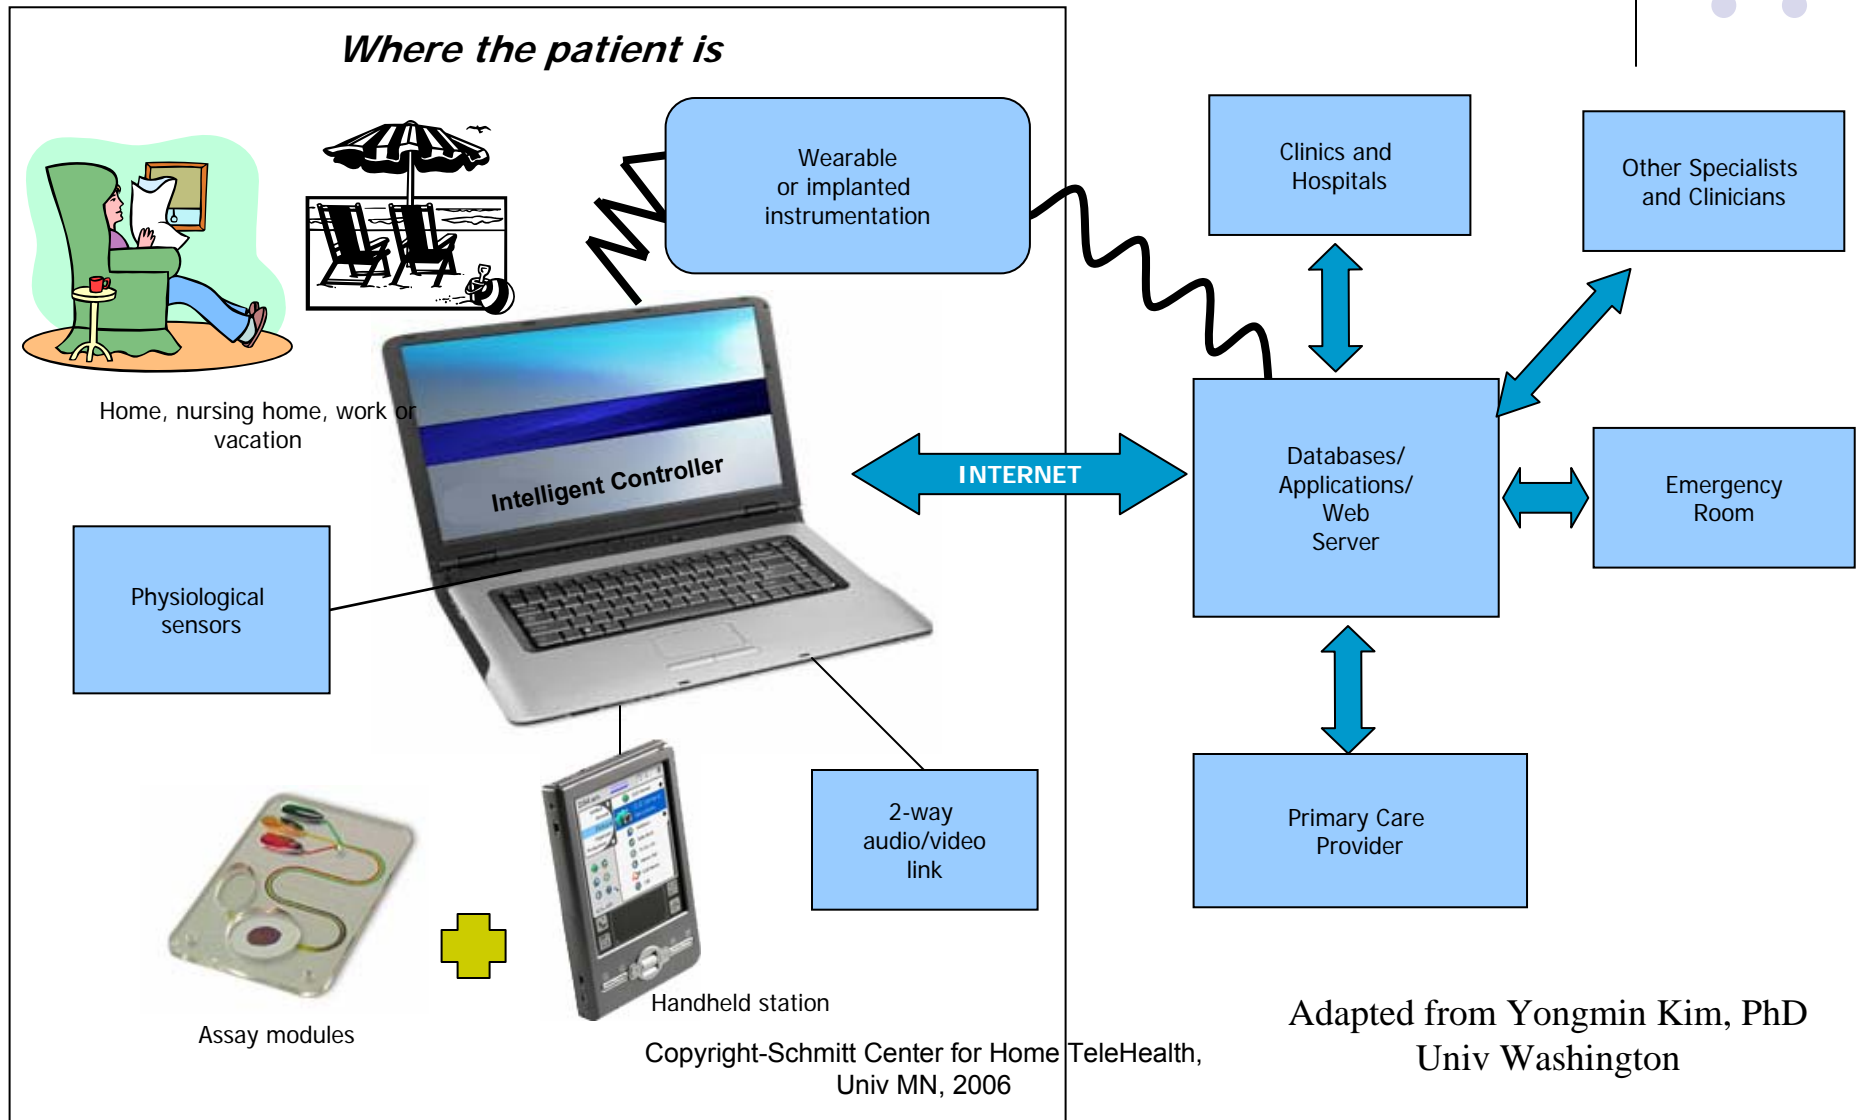 Where the patient is
Wearable
or implanted
instrumentation
Clinics and
Hospitals
Other Specialists
and Clinicians
Home, nursing home, work or
vacation
Intelligent Controller
INTERNET
Databases/
Applications/
Web
Server
Emergency
Room
Physiological
sensors
2-way
audio/video
link
Primary Care
Provider
Handheld station
Assay modules
Adapted from Yongmin Kim, PhD
Univ Washington
Copyright-Schmitt Center for Home TeleHealth,
Univ MN, 2006